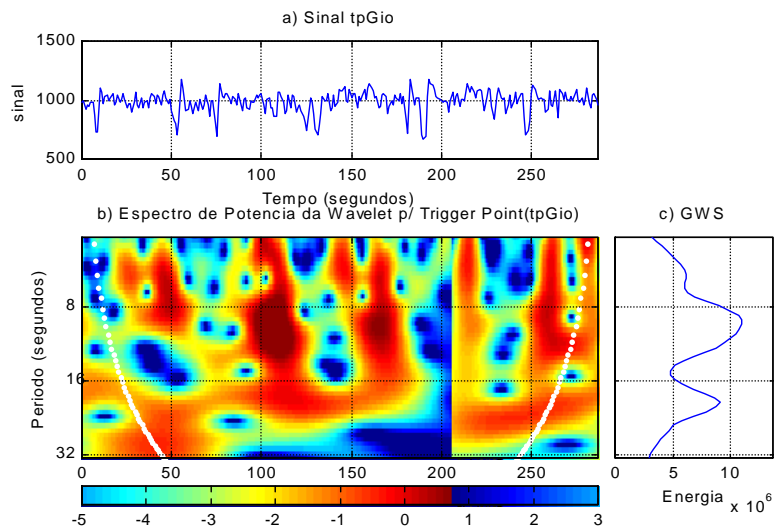 a) Sinal tpGio
1500
1000
500
sinal
0 50 100 150 200 250
Tempo (segundos)
b) Espectro de Potencia da Wavelet p/ Trigger Point(tpGio)
c) GWS
8
16
32
Período (segundos)
0 50 100 150 200 250
0 5 10
Energia x 10^6
-5 -4 -3 -2 -1 0 1 2 3